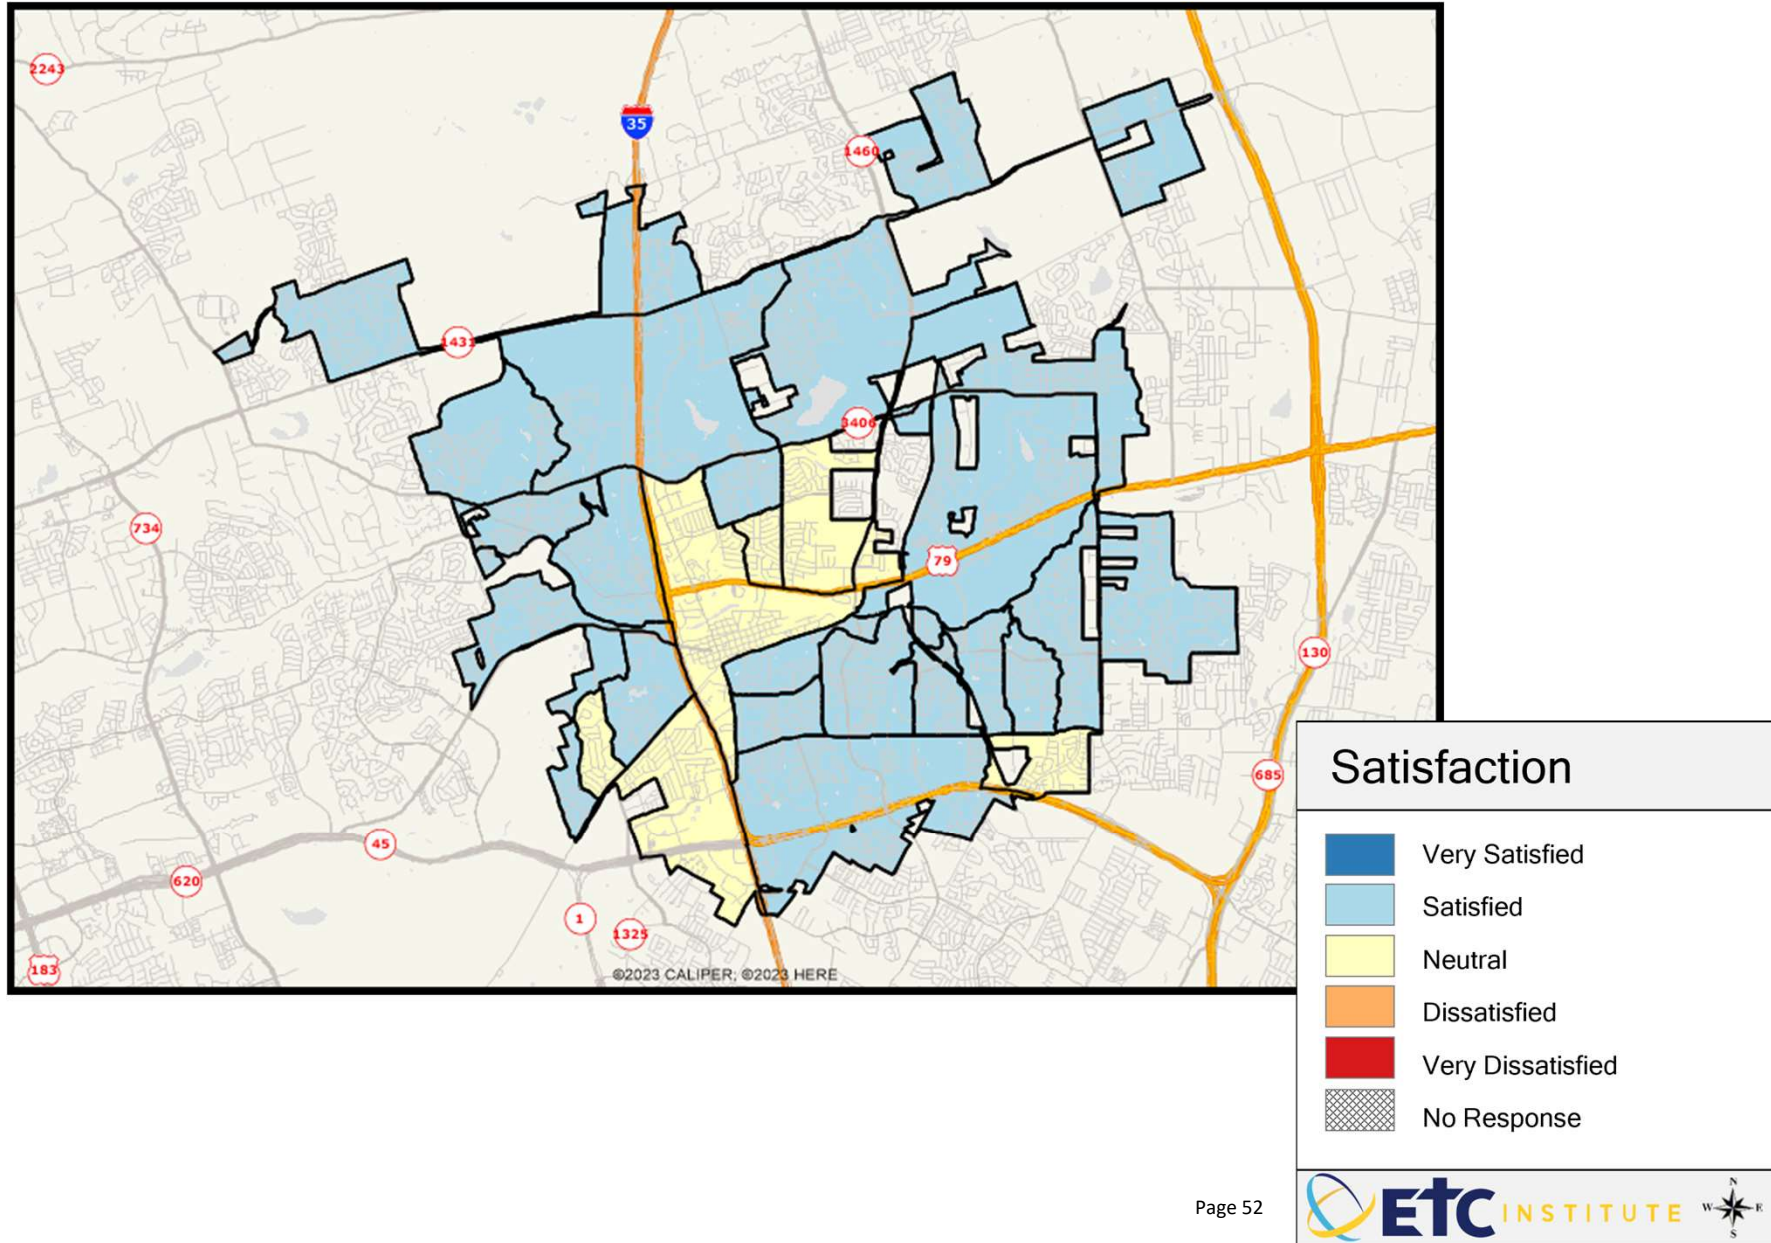 2243
35
1460
1431
3406
734
79
130
685
45
620
1
1325
183
©2023 CALIPER; ©2023 HERE
Satisfaction
Very Satisfied
Satisfied
Neutral
Dissatisfied
Very Dissatisfied
No Response
Page 52
ETC INSTITUTE
N
W E
S